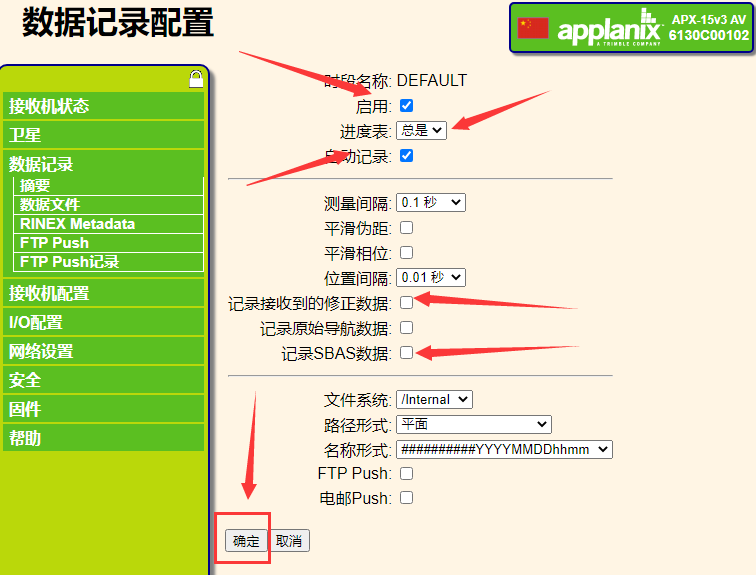 数据记录配置
applanix
A TRIMBLE COMPANY
APX-15v3 AV
6130C00102
接收机状态
卫星
数据记录
摘要
数据文件
RINEX Metadata
FTP Push
FTP Push记录
接收机配置
I/O配置
网络设置
安全
固件
帮助
时段名称: DEFAULT
启用:
进度表: 总是
自动记录:
测量间隔: 0.1 秒
平滑伪距:
平滑相位:
位置间隔: 0.01 秒
记录接收到的修正数据:
记录原始导航数据:
记录SBAS数据:
文件系统: /Internal
路径形式: 平面
名称形式: ##########YYYYMMDDhhmm
FTP Push:
电邮Push:
确定 取消